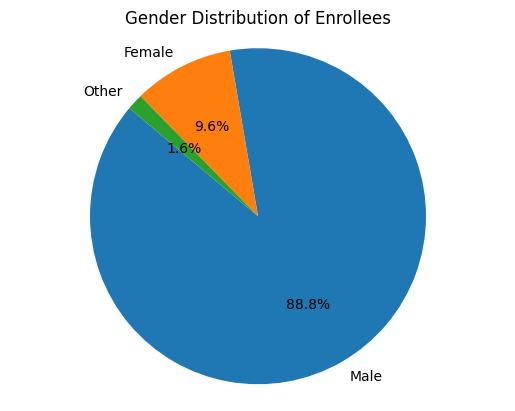 Gender Distribution of Enrollees
Female
Other
9.6%
1.6%
88.8%
Male